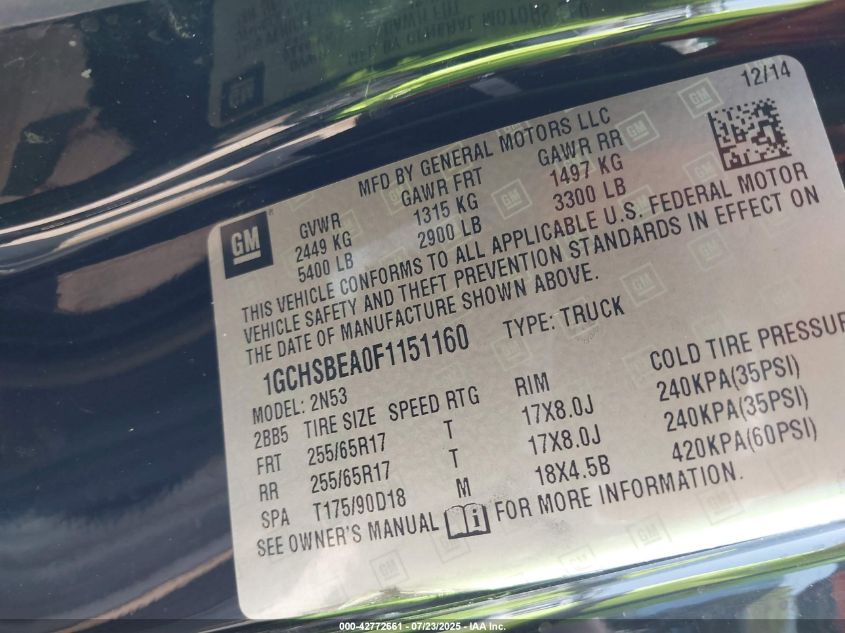 12/14
MFD BY GENERAL MOTORS LLC
GM
GVWR GAWR FRT GAWR RR
2449 KG 1315 KG 1497 KG
5400 LB 2900 LB 3300 LB
THIS VEHICLE CONFORMS TO ALL APPLICABLE U.S. FEDERAL MOTOR
VEHICLE SAFETY AND THEFT PREVENTION STANDARDS IN EFFECT ON
THE DATE OF MANUFACTURE SHOWN ABOVE.
1GCHSBEA0F1151160 TYPE: TRUCK
MODEL: 2N53
2BB5 TIRE SIZE SPEED RTG RIM COLD TIRE PRESSUR
FRT 255/65R17 T 17X8.0J 240KPA(35PSI)
RR 255/65R17 T 17X8.0J 240KPA(35PSI)
SPA T175/90D18 M 18X4.5B 420KPA(60PSI)
SEE OWNER'S MANUAL FOR MORE INFORMATION.
000-42772661 - 07/23/2025 - IAA Inc.